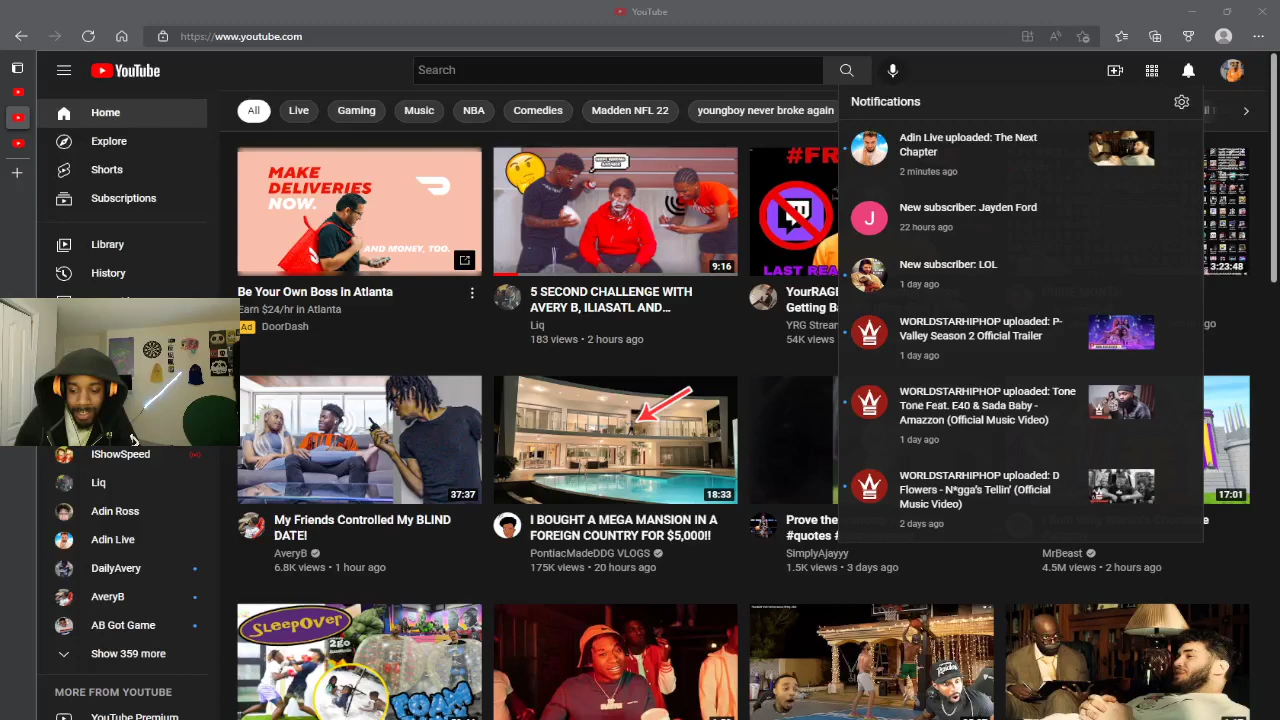 YouTube
https://www.youtube.com
YouTube
Search
Home
Explore
Shorts
Subscriptions
Library
History
IShowSpeed
Liq
Adin Ross
Adin Live
DailyAvery
AveryB
AB Got Game
Show 359 more
MORE FROM YOUTUBE
YouTube Premium
All
Live
Gaming
Music
NBA
Comedies
Madden NFL 22
youngboy never broke again
MAKE
DELIVERIES
NOW.
AND MONEY, TOO.
Be Your Own Boss in Atlanta
Earn $24/hr in Atlanta
Ad DoorDash
9:16
5 SECOND CHALLENGE WITH
AVERY B, ILIASATL AND...
Liq
183 views • 2 hours ago
#FR
LAST REA
YourRAGE
Getting Ba
YRG Stream
54K views
3:23:48
Notifications
Adin Live uploaded: The Next
Chapter
2 minutes ago
J
New subscriber: Jayden Ford
22 hours ago
New subscriber: LOL
1 day ago
WORLDSTARHIPHOP uploaded: P-
Valley Season 2 Official Trailer
1 day ago
WORLDSTARHIPHOP uploaded: Tone
Tone Feat. E40 & Sada Baby -
Amazzon (Official Music Video)
1 day ago
WORLDSTARHIPHOP uploaded: D
Flowers - N*gga's Tellin' (Official
Music Video)
2 days ago
37:37
My Friends Controlled My BLIND
DATE!
AveryB
6.8K views • 1 hour ago
18:33
I BOUGHT A MEGA MANSION IN A
FOREIGN COUNTRY FOR $5,000!!
PontiacMadeDDG VLOGS
175K views • 20 hours ago
Prove the
#quotes #
SimplyAjayyy
1.5K views • 3 days ago
17:01
MrBeast
4.5M views • 2 hours ago
SLEEPOVER
FOAM